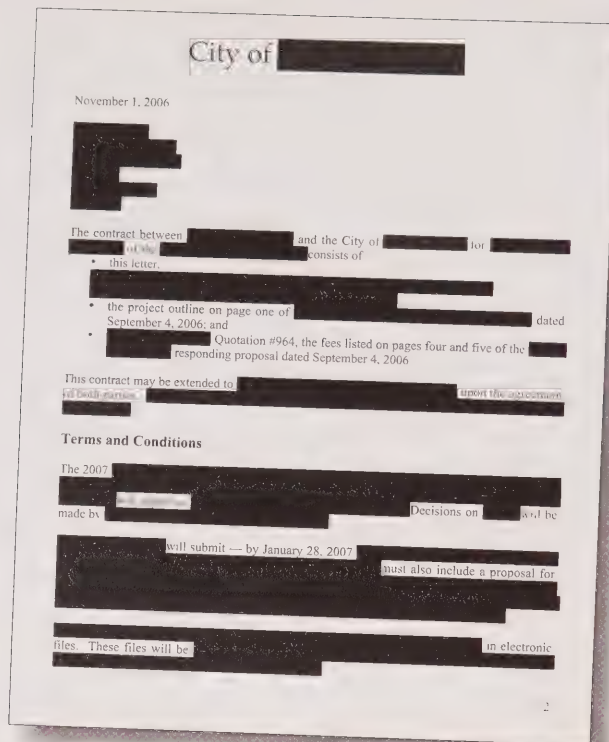 City of
November 1, 2006
The contract between and the City of for
of the consists of
• this letter,
• the project outline on page one of dated
September 4, 2006; and
• Quotation #964, the fees listed on pages four and five of the
responding proposal dated September 4, 2006
This contract may be extended to upon the agreement
of both parties.
Terms and Conditions
The 2007
Decisions on will be
made by
will submit — by January 28, 2007
must also include a proposal for
files. These files will be in electronic
2